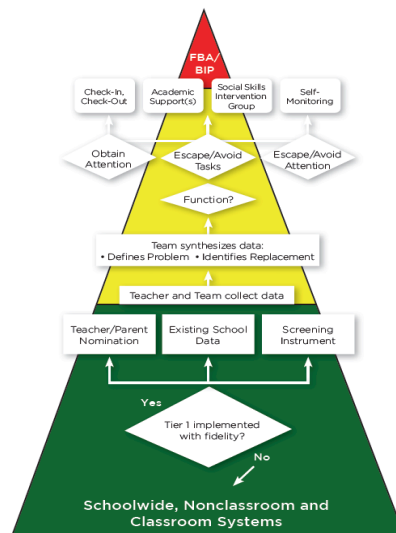 FBA/
BIP
Check-In,
Check-Out
Academic
Support(s)
Social Skills
Intervention
Group
Self-
Monitoring
Obtain
Attention
Escape/Avoid
Tasks
Escape/Avoid
Attention
Function?
Team synthesizes data:
• Defines Problem • Identifies Replacement
Teacher and Team collect data
Teacher/Parent
Nomination
Existing School
Data
Screening
Instrument
Yes
Tier 1 implemented
with fidelity?
No
Schoolwide, Nonclassroom and
Classroom Systems